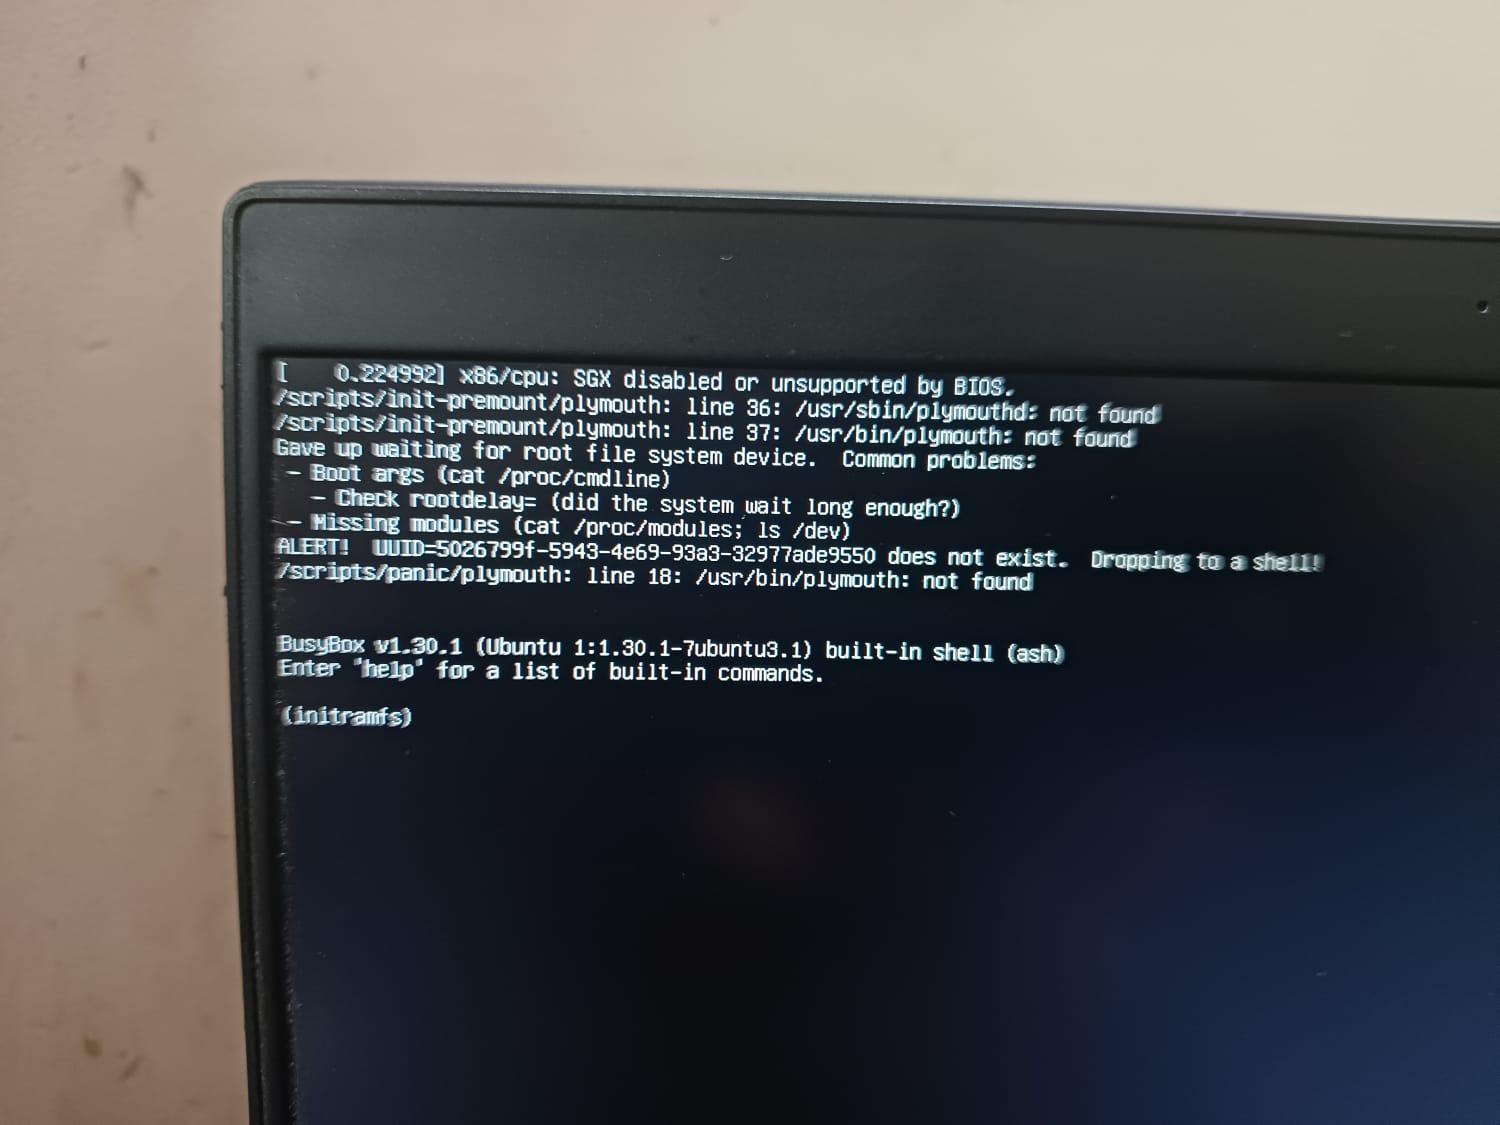 [    0.224992] x86/cpu: SGX disabled or unsupported by BIOS.
/scripts/init-premount/plymouth: line 36: /usr/sbin/plymouthd: not found
/scripts/init-premount/plymouth: line 37: /usr/bin/plymouth: not found
Gave up waiting for root file system device.  Common problems:
 - Boot args (cat /proc/cmdline)
   - Check rootdelay= (did the system wait long enough?)
 - Missing modules (cat /proc/modules; ls /dev)
ALERT!  UUID=5026799f-5943-4e69-93a3-32977ade9550 does not exist.  Dropping to a shell!
/scripts/panic/plymouth: line 18: /usr/bin/plymouth: not found
BusyBox v1.30.1 (Ubuntu 1:1.30.1-7ubuntu3.1) built-in shell (ash)
Enter 'help' for a list of built-in commands.
(initramfs)